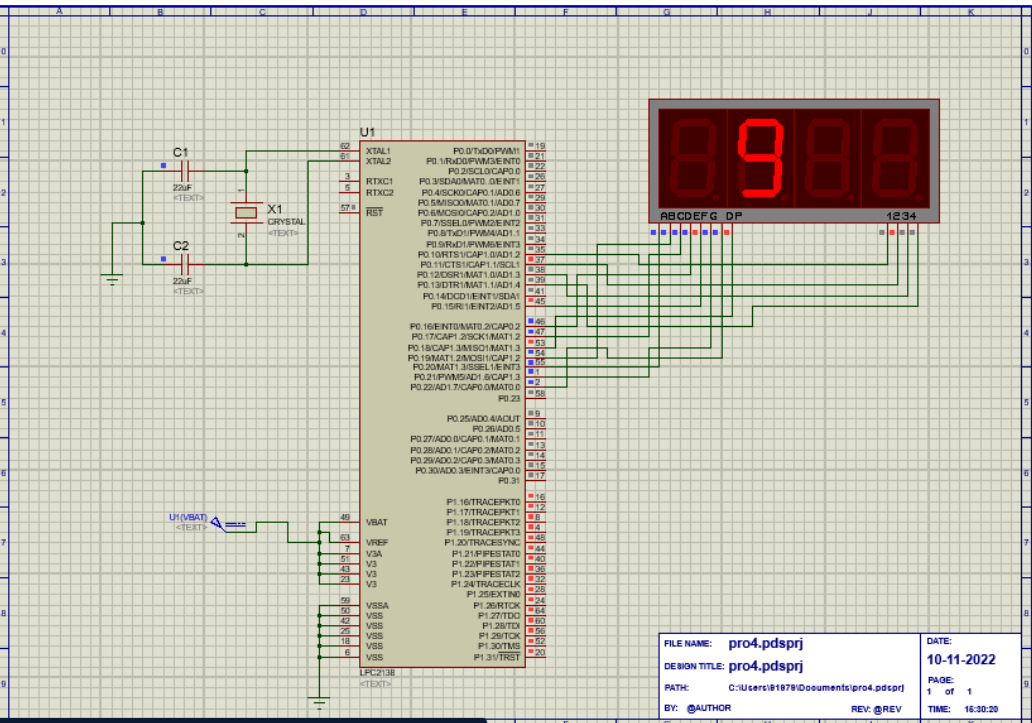 A B C D E F G H J K
0
1
2
3
4
5
6
7
8
9
C1
22uF
<TEXT>
X1
CRYSTAL
<TEXT>
C2
22uF
<TEXT>
U1
62 XTAL1
61 XTAL2
3 RTXC1
5 RTXC2
57 RST
49 VBAT
63 VREF
7 V3A
51 V3
43 V3
23 V3
59 VSSA
50 VSS
42 VSS
25 VSS
18 VSS
6 VSS
P0.0/TxD0/PWM1 19
P0.1/RxD0/PWM3/EINT0 21
P0.2/SCL0/CAP0.0 22
P0.3/SDA0/MAT0..0/EINT1 26
P0.4/SCK0/CAP0.1/AD0.6 27
P0.5/MISO0/MAT0.1/AD0.7 29
P0.6/MOSI0/CAP0.2/AD1.0 30
P0.7/SSEL0/PWM2/EINT2 31
P0.8/TxD1/PWM4/AD1.1 33
P0.9/RxD1/PWM6/EINT3 34
P0.10/RTS1/CAP1.0/AD1.2 35
P0.11/CTS1/CAP1.1/SCL1 37
P0.12/DSR1/MAT1.0/AD1.3 38
P0.13/DTR1/MAT1.1/AD1.4 39
P0.14/DCD1/EINT1/SDA1 41
P0.15/RI1/EINT2/AD1.5 45
P0.16/EINT0/MAT0.2/CAP0.2 46
P0.17/CAP1.2/SCK1/MAT1.2 47
P0.18/CAP1.3/MISO1/MAT1.3 53
P0.19/MAT1.2/MOSI1/CAP1.2 54
P0.20/MAT1.3/SSEL1/EINT3 55
P0.21/PWM5/AD1.6/CAP1.3 1
P0.22/AD1.7/CAP0.0/MAT0.0 2
P0.23 58
P0.25/AD0.4/AOUT 9
P0.26/AD0.5 10
P0.27/AD0.0/CAP0.1/MAT0.1 11
P0.28/AD0.1/CAP0.2/MAT0.2 13
P0.29/AD0.2/CAP0.3/MAT0.3 14
P0.30/AD0.3/EINT3/CAP0.0 15
P0.31 17
P1.16/TRACEPKT0 16
P1.17/TRACEPKT1 12
P1.18/TRACEPKT2 8
P1.19/TRACEPKT3 4
P1.20/TRACESYNC 48
P1.21/PIPESTAT0 44
P1.22/PIPESTAT1 40
P1.23/PIPESTAT2 36
P1.24/TRACECLK 32
P1.25/EXTIN0 28
P1.26/RTCK 24
P1.27/TDO 64
P1.28/TDI 60
P1.29/TCK 56
P1.30/TMS 52
P1.31/TRST 20
LPC2138
<TEXT>
U1(VBAT)
<TEXT>
9
ABCDEFG DP 1234
FILE NAME: pro4.pdsprj
DESIGN TITLE: pro4.pdsprj
PATH: C:\Users\91879\Documents\pro4.pdsprj
BY: @AUTHOR REV: @REV
DATE:
10-11-2022
PAGE:
1 of 1
TIME: 15:30:20